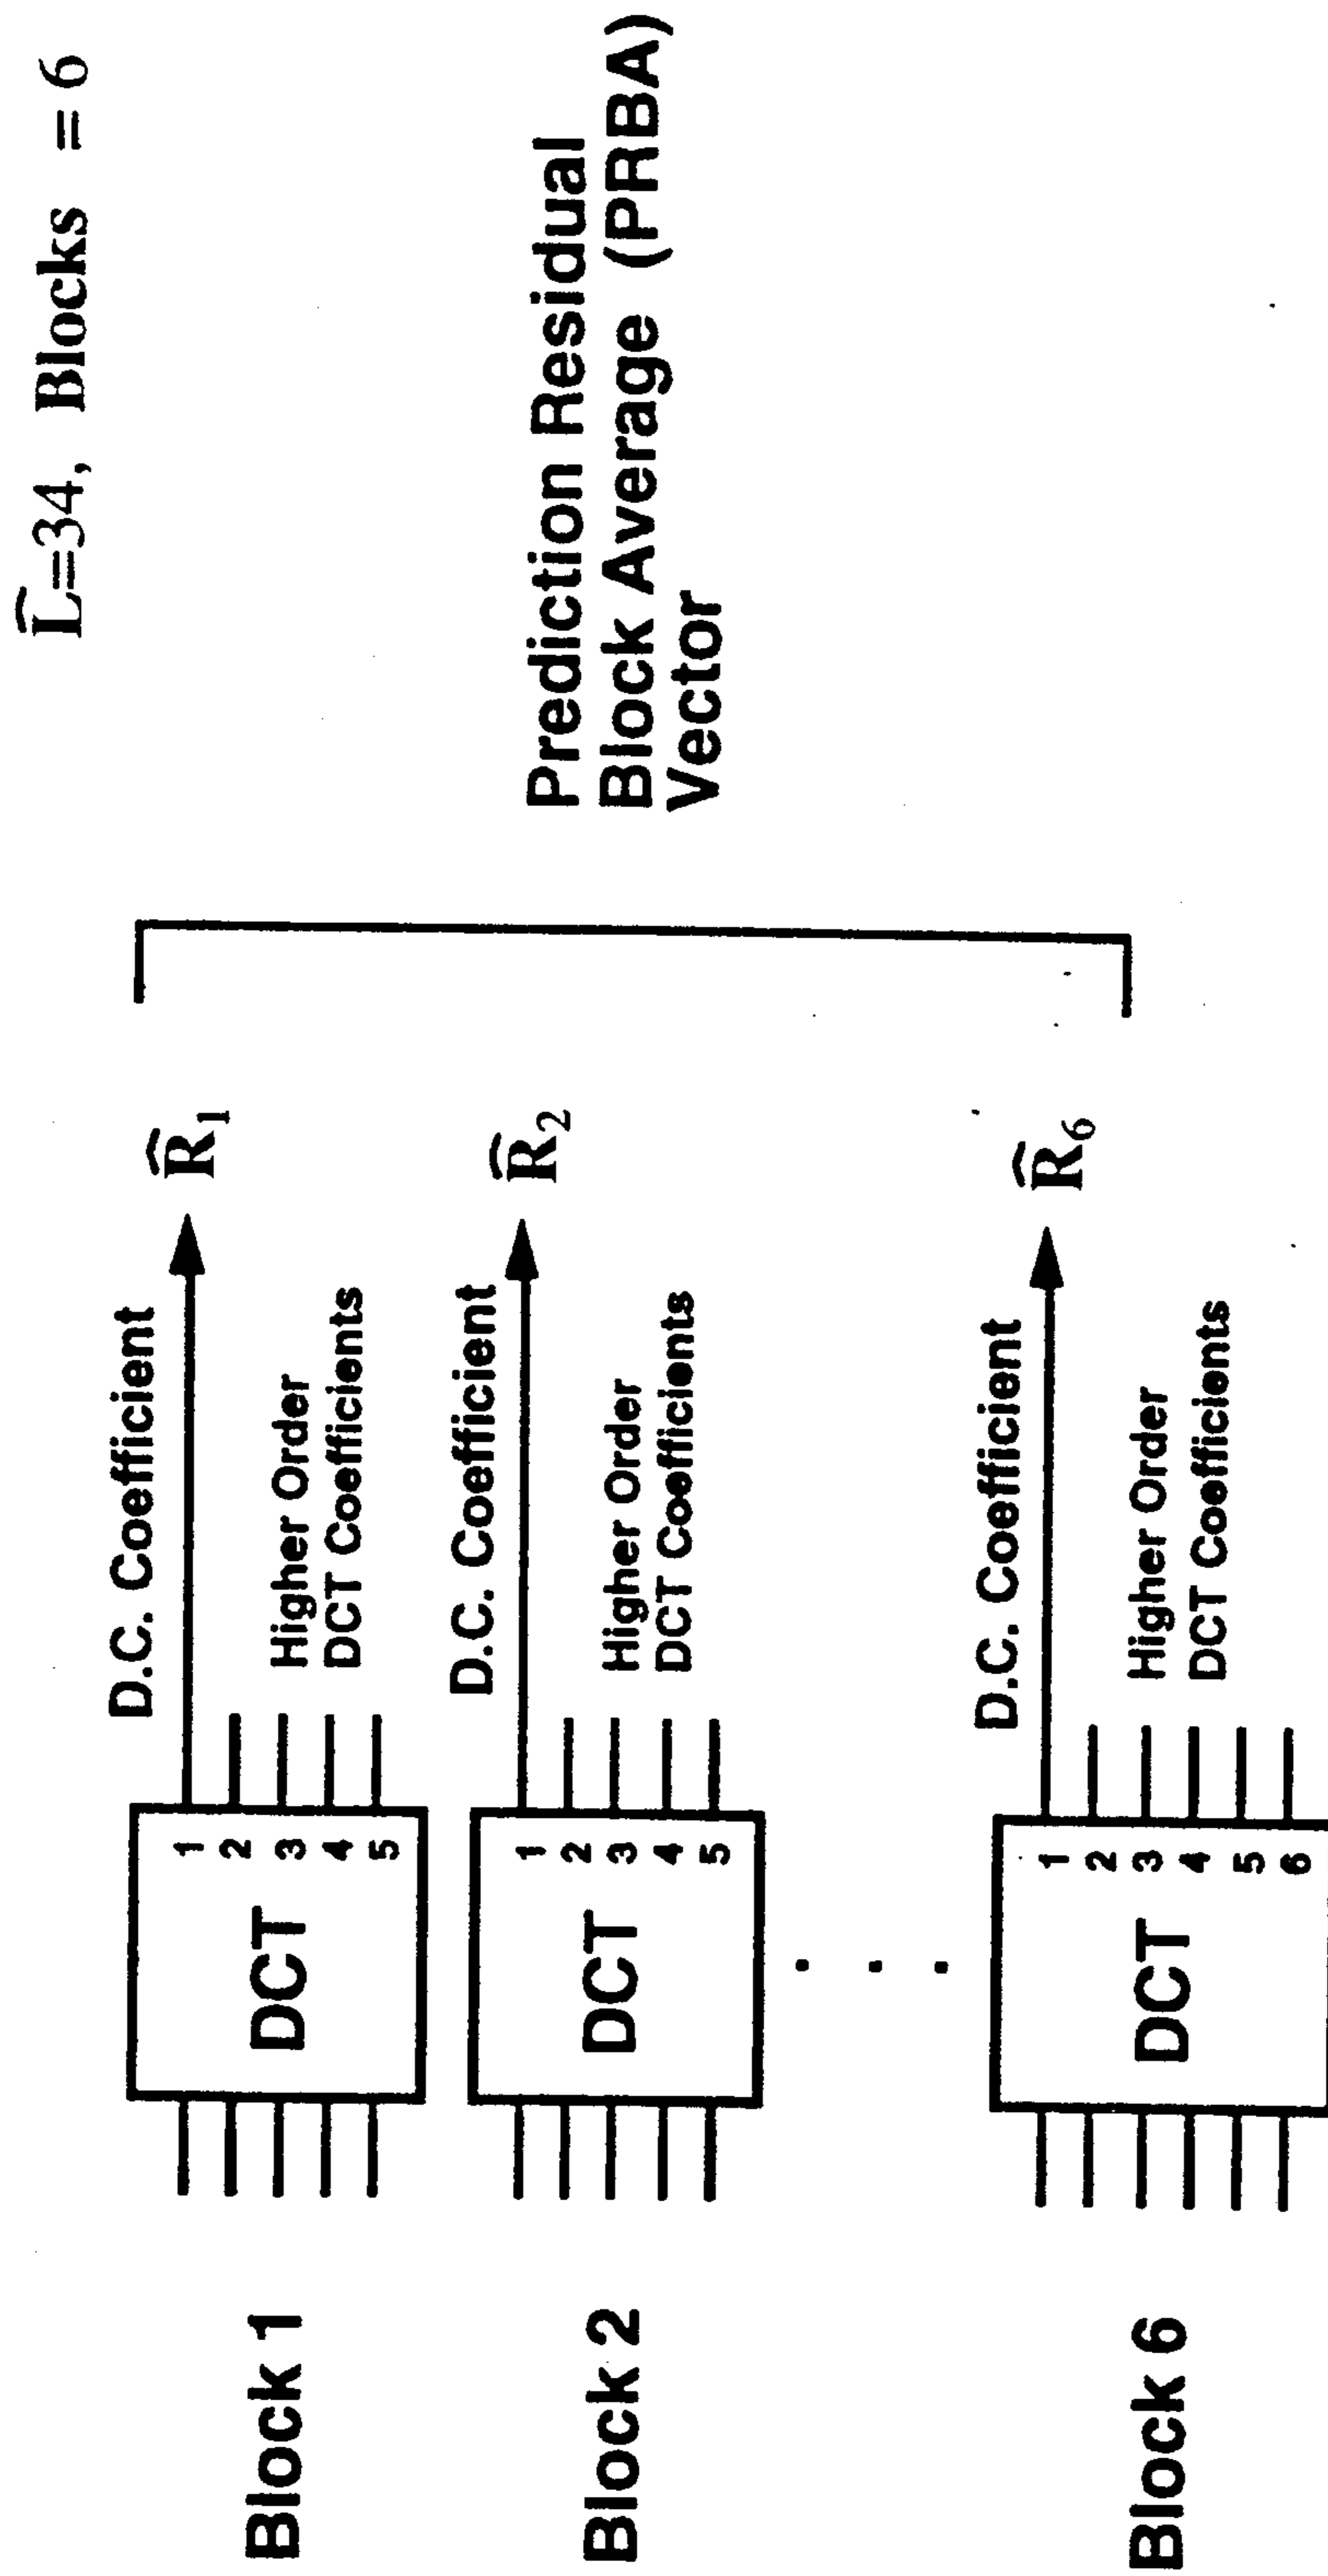 L̂=34, Blocks = 6
Block 1
DCT
1
2
3
4
5
D.C. Coefficient
R̂₁
Higher Order
DCT Coefficients
Block 2
DCT
1
2
3
4
5
D.C. Coefficient
R̂₂
Higher Order
DCT Coefficients
. . .
Block 6
DCT
1
2
3
4
5
6
D.C. Coefficient
R̂₆
Higher Order
DCT Coefficients
Prediction Residual
Block Average (PRBA)
Vector